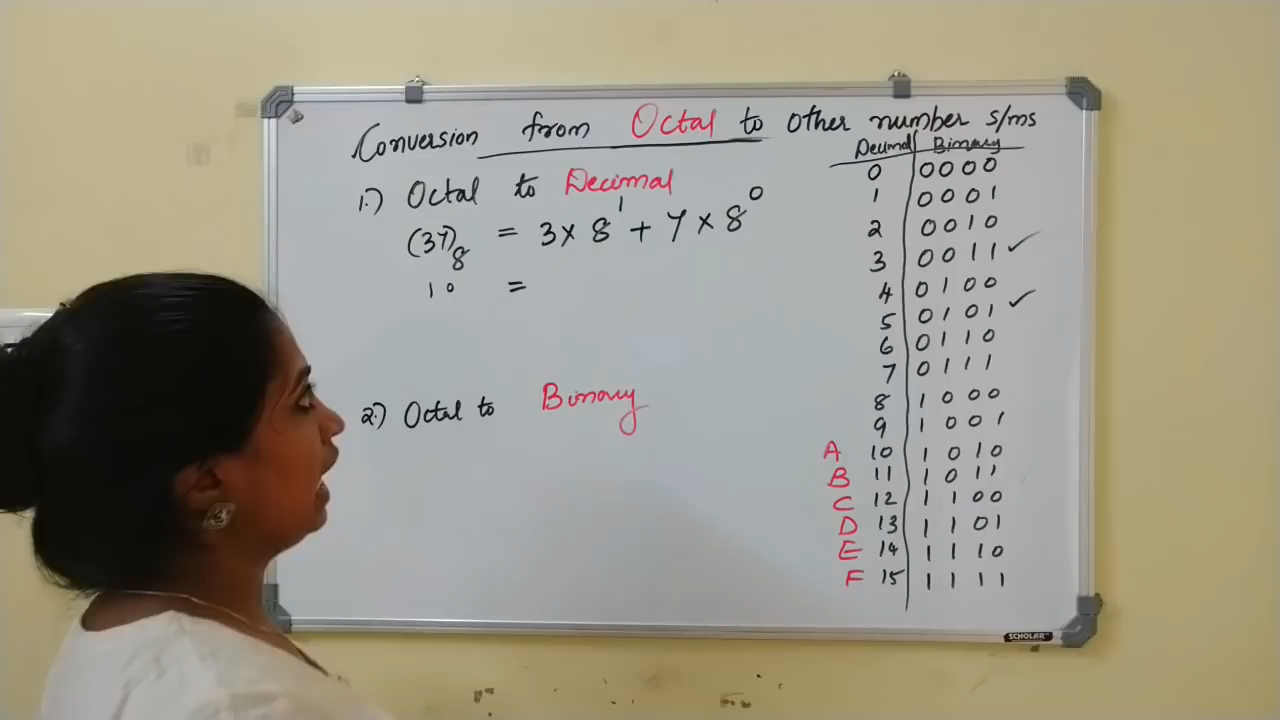 Conversion from Octal to other number s/ms
1.) Octal to Decimal
(37)₈ = 3 x 8¹ + 7 x 8⁰
1 0 =
2.) Octal to Binary
Decimal Binary
0 0000
1 0001
2 0010
3 0011 ✓
4 0100
5 0101 ✓
6 0110
7 0111
8 1000
9 1001
A 10 1010
B 11 1011
C 12 1100
D 13 1101
E 14 1110
F 15 1111
SCHOLAR